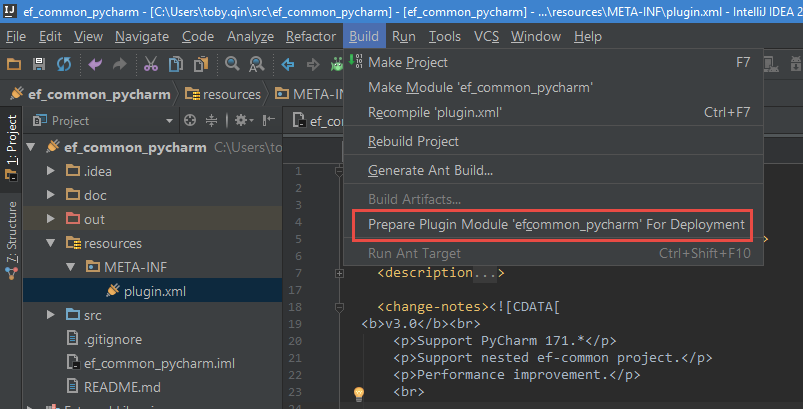 ef_common_pycharm - [C:\Users\toby.qin\src\ef_common_pycharm] - [ef_common_pycharm] - ...\resources\META-INF\plugin.xml - IntelliJ IDEA 2
File Edit View Navigate Code Analyze Refactor Build Run Tools VCS Window Help
Make Project F7
Make Module 'ef_common_pycharm'
Recompile 'plugin.xml' Ctrl+F7
Rebuild Project
Generate Ant Build...
Build Artifacts...
Prepare Plugin Module 'efcommon_pycharm' For Deployment
Run Ant Target Ctrl+Shift+F10
ef_common_pycharm resources META-IN
Project
ef_co
1: Project
7: Structure
ef_common_pycharm C:\Users\to
.idea
doc
out
resources
META-INF
plugin.xml
src
.gitignore
ef_common_pycharm.iml
README.md
1
2
3
4
5
6
7 <description...>
17
18 <change-notes><![CDATA[
19 <b>v3.0</b><br>
20 <p>Support PyCharm 171.*</p>
21 <p>Support nested ef-common project.</p>
22 <p>Performance improvement.</p>
23 <br>
24